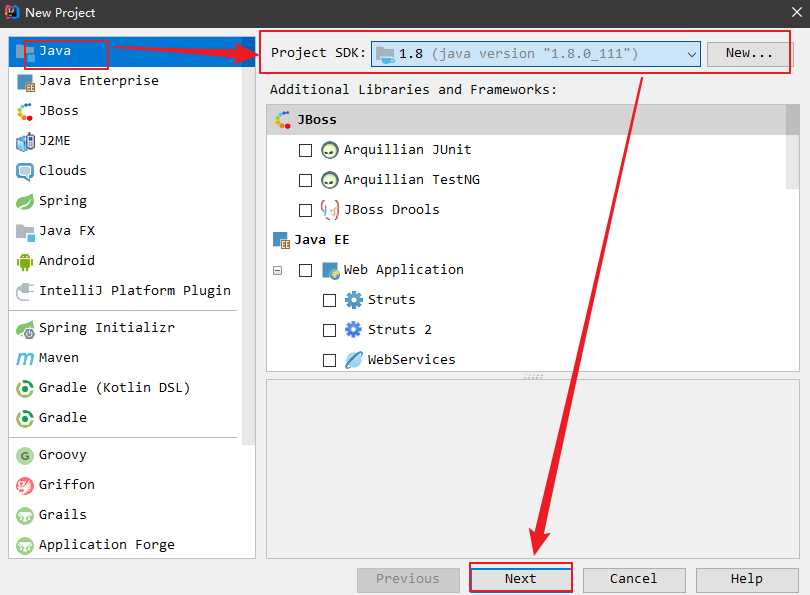 New Project
Java
Java Enterprise
JBoss
J2ME
Clouds
Spring
Java FX
Android
IntelliJ Platform Plugin
Spring Initializr
Maven
Gradle (Kotlin DSL)
Gradle
Groovy
Griffon
Grails
Application Forge
Project SDK: 1.8 (java version "1.8.0_111") New...
Additional Libraries and Frameworks:
JBoss
Arquillian JUnit
Arquillian TestNG
JBoss Drools
Java EE
Web Application
Struts
Struts 2
WebServices
Previous Next Cancel Help